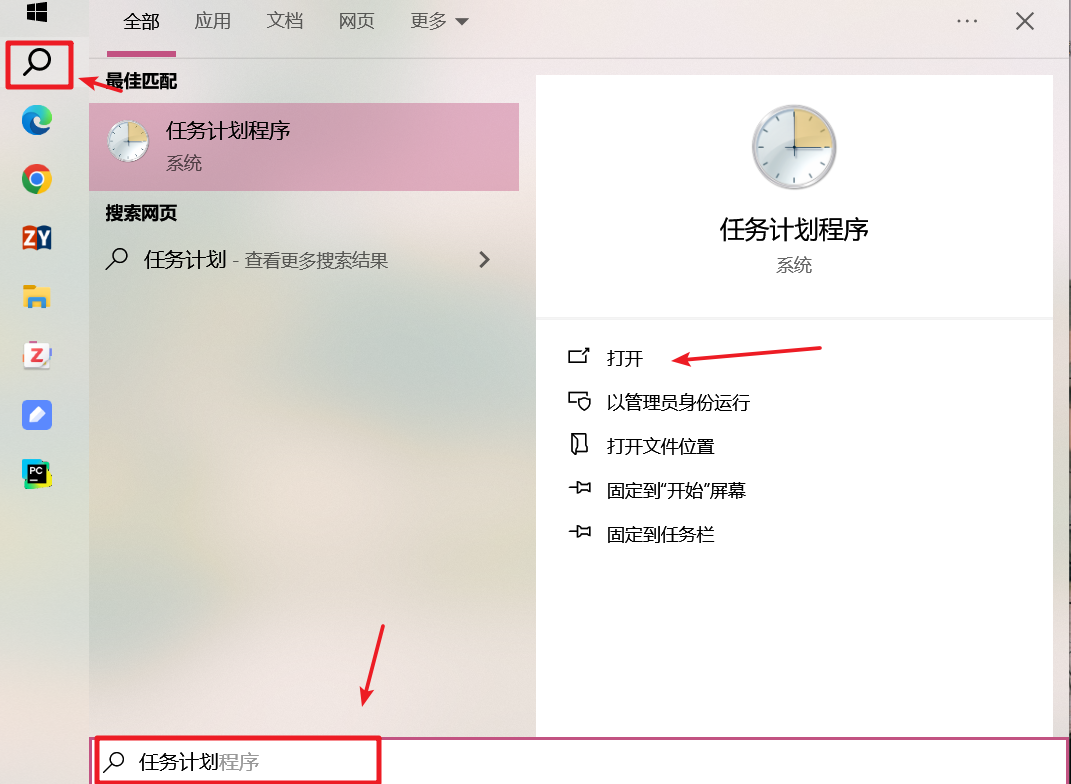 全部 应用 文档 网页 更多
最佳匹配
任务计划程序
系统
搜索网页
任务计划 - 查看更多搜索结果
任务计划程序
系统
打开
以管理员身份运行
打开文件位置
固定到“开始”屏幕
固定到任务栏
ZY
Z
PC
任务计划程序